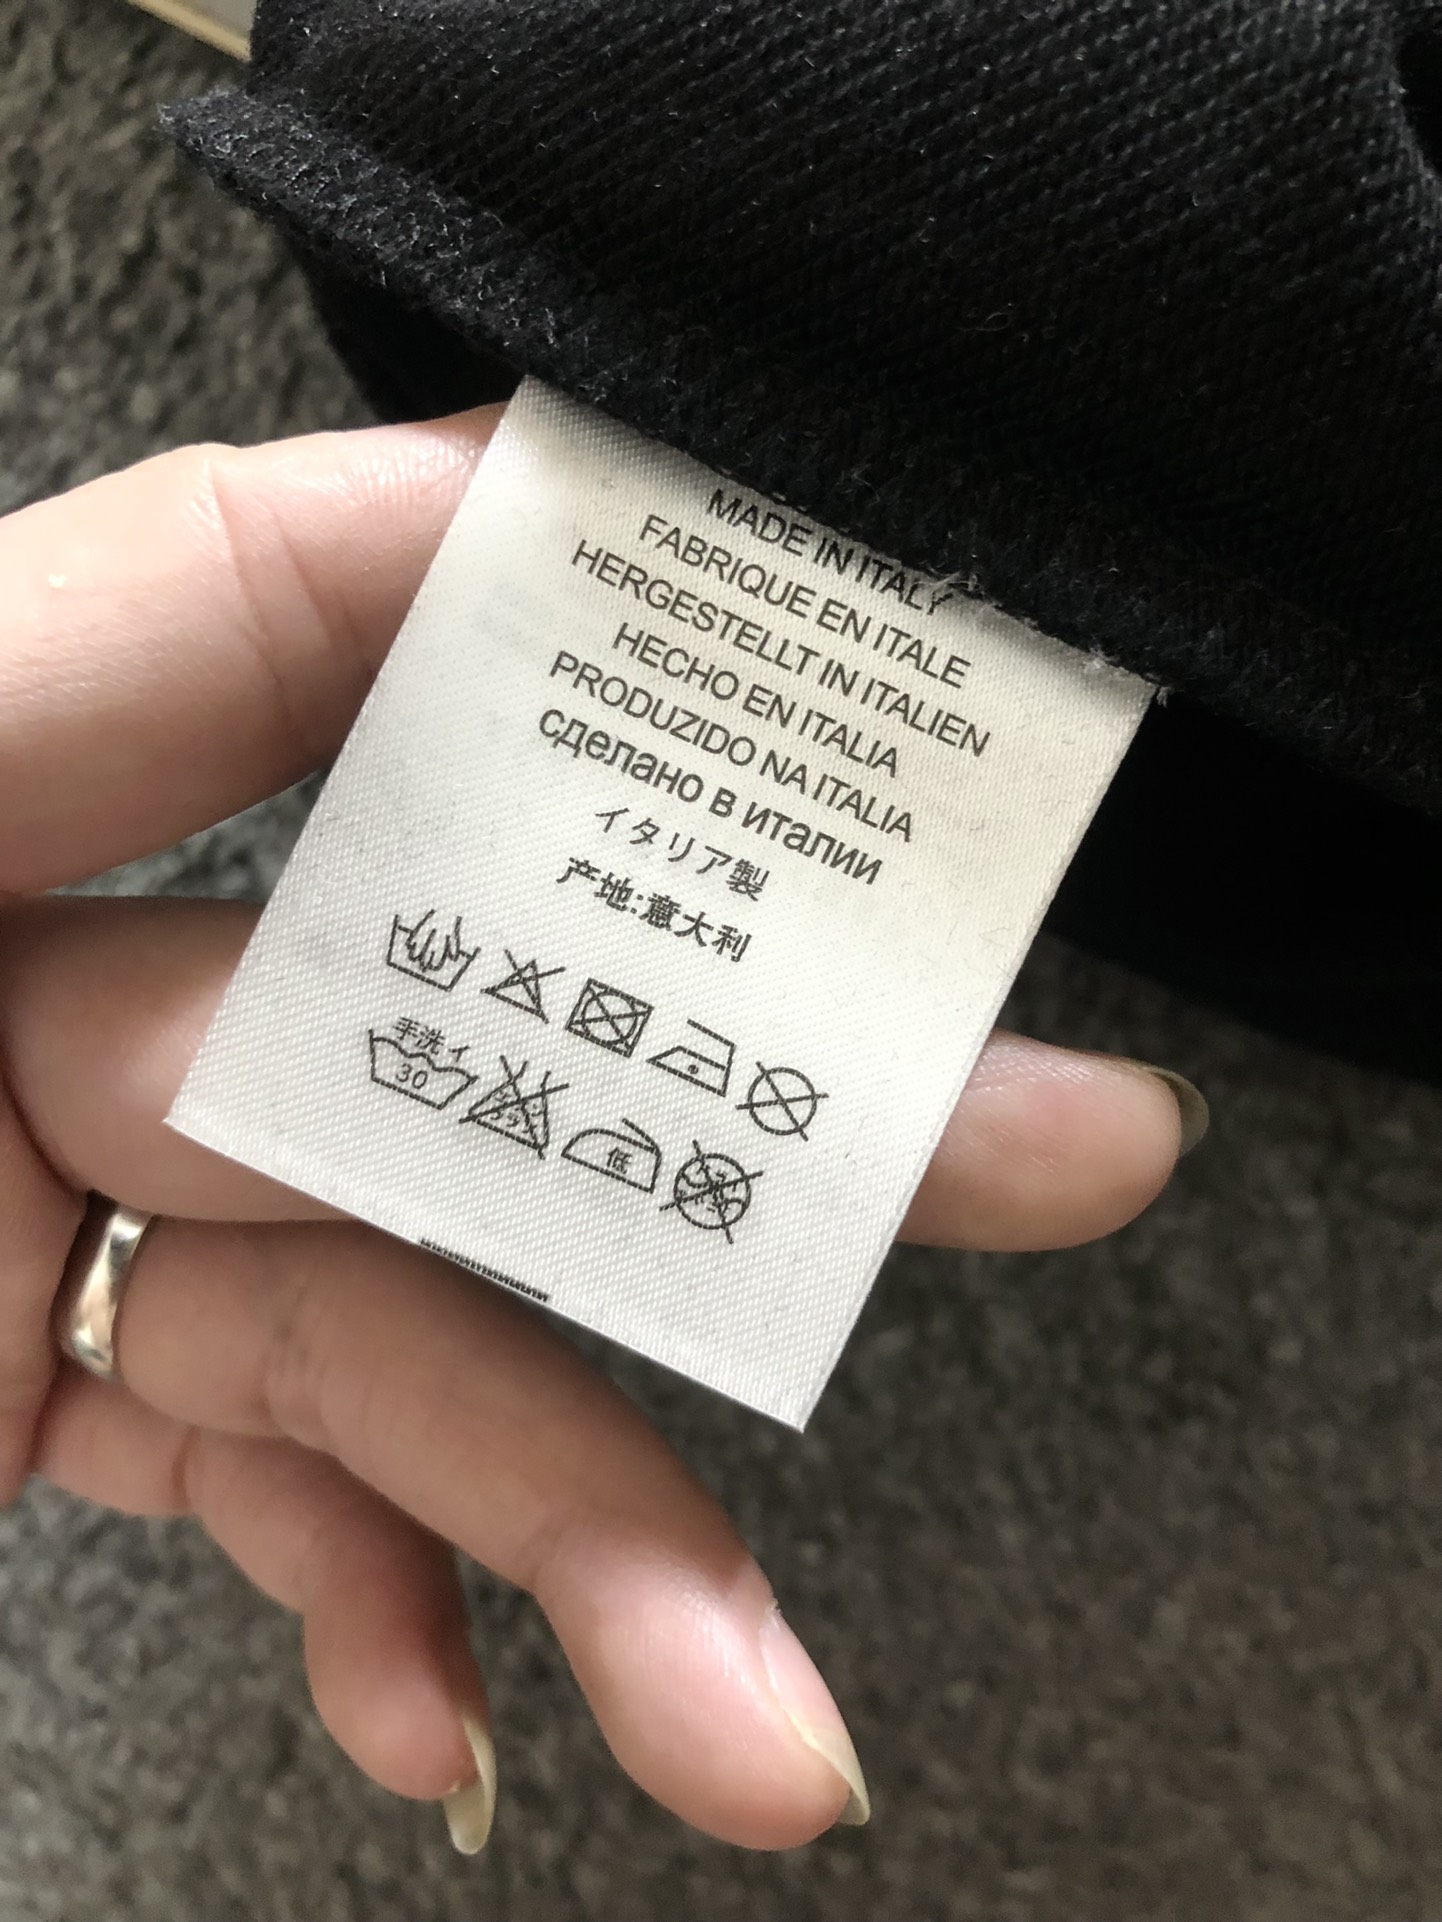 MADE IN ITALY
FABRIQUE EN ITALE
HERGESTELLT IN ITALIEN
HECHO EN ITALIA
PRODUZIDO NA ITALIA
сделано в италии
イタリア製
产地:意大利
手洗イ
30
低